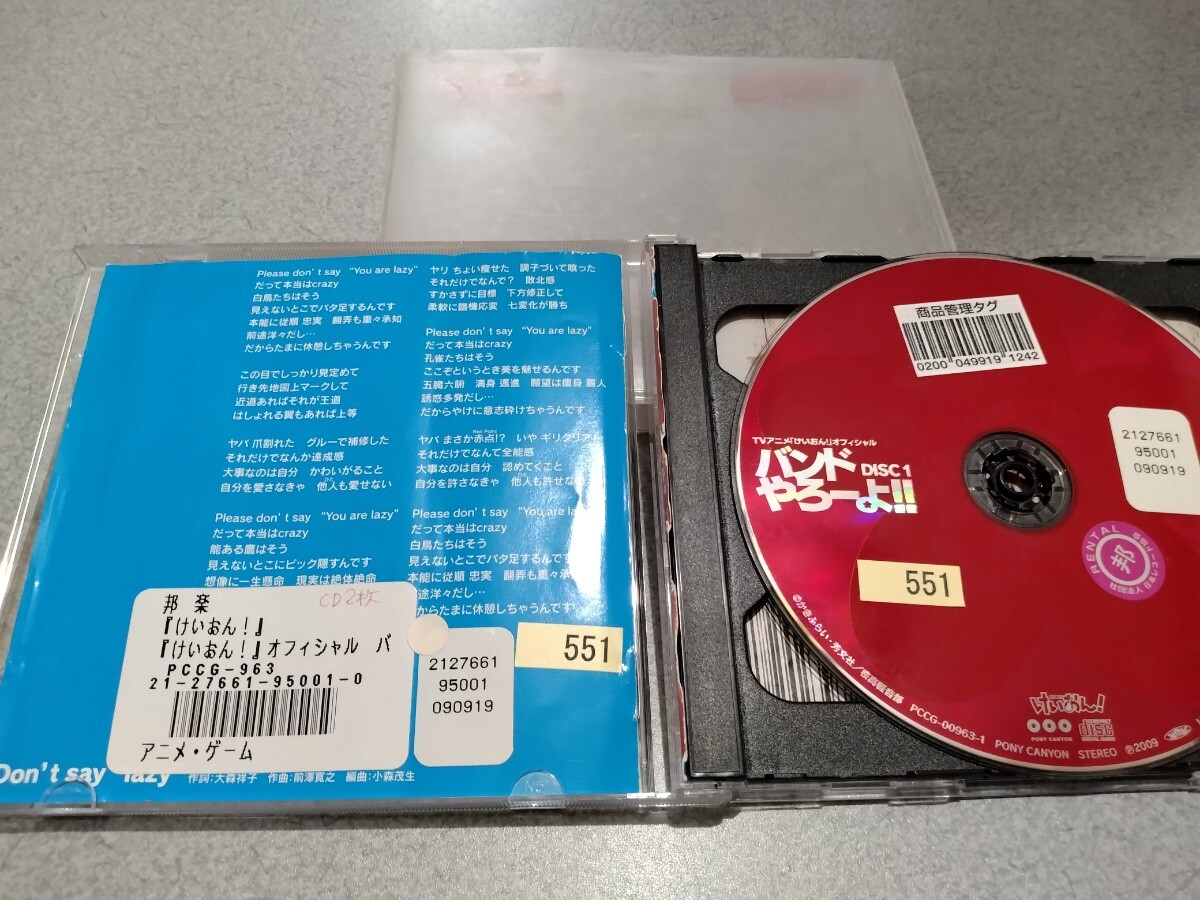 Please don't say “You are lazy”
だって本当はcrazy
白鳥たちはそう
見えないとこでバタ足するんです
本能に従順 忠実 翻弄も重々承知
前途洋々だし…
だからたまに休憩しちゃうんです
この目でしっかり見定めて
行き先地図上マークして
近道あればそれが王道
はしょれる翼もあれば上等
ヤバ 爪割れた グルーで補修した
それだけでなんか達成感
大事なのは自分 かわいがること
自分を愛さなきゃ 他人も愛せない
Please don't say “You are lazy”
だって本当はcrazy
能ある鷹はそう
見えないとこにピック隠すんです
想像に一生懸命 現実は絶体絶命
ヤリ ちょい痩せた 調子づいて喰った
それだけでなんで？ 敗北感
すかさずに目標 下方修正して
柔軟に臨機応変 七変化が勝ち
Please don't say “You are lazy”
だって本当はcrazy
孔雀たちはそう
ここぞというとき美を魅せるんです
五臓六腑 満身 邁進 願望は痩身 麗人
誘惑多発だし…
だからやけに意志砕けちゃうんです
ヤバ まさか赤点!? いや ギリクリア!
それだけでなんて全能感
大事なのは自分 認めてくこと
自分を許さなきゃ 他人も許せない
Please don't say “You are lazy”
だって本当はcrazy
白鳥たちはそう
見えないとこでバタ足するんです
本能に従順 忠実 翻弄も重々承知
前途洋々だし…
だからたまに休憩しちゃうんです
邦 楽
CD2枚
『けいおん！』
『けいおん！』オフィシャル バ
PCCG-963
21-27661-95001-0
アニメ・ゲーム
2127661
95001
090919
551
Don't say "lazy"
作詞:大森祥子 作曲:前澤寛之 編曲:小森茂生
商品管理タグ
0200 049919 1242
TVアニメ「けいおん!」オフィシャル
バンド
やろーよ!!
DISC 1
2127661
95001
090919
RENTAL
邦
551
©かきふらい・芳文社／桜高軽音部 PCCG-00963-1
けいおん!
PONY CANYON
disc
PONY CANYON STEREO ℗2009